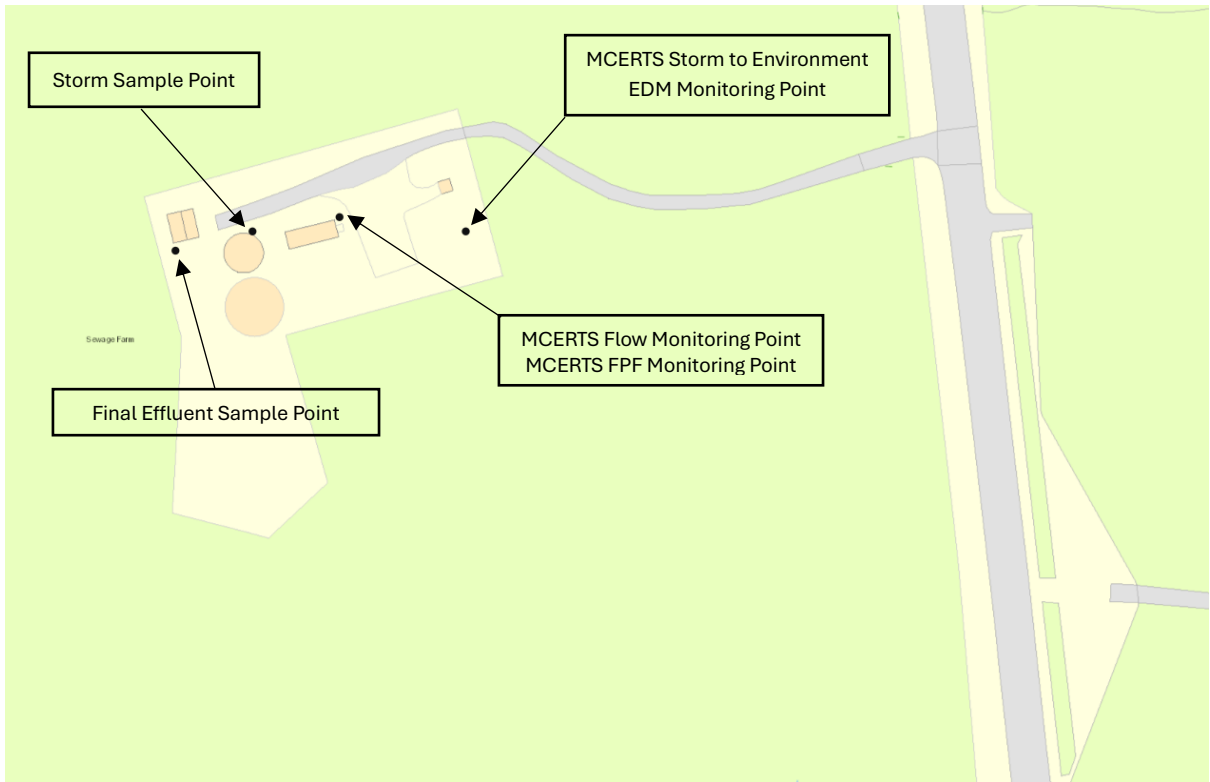 Storm Sample Point
MCERTS Storm to Environment
EDM Monitoring Point
MCERTS Flow Monitoring Point
MCERTS FPF Monitoring Point
Sewage Farm
Final Effluent Sample Point